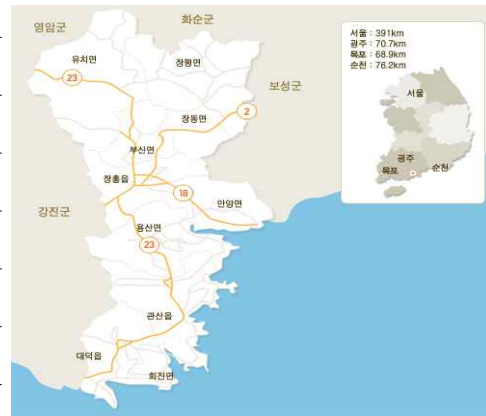 화순군
영암군
유치면
장평면
23
보성군
2
장동면
부산면
장흥읍
18
안양면
강진군
용산면
23
관산읍
대덕읍
회진면
서울 : 391km
광주 : 70.7km
목포 : 68.9km
순천 : 76.2km
서울
광주
목포
순천